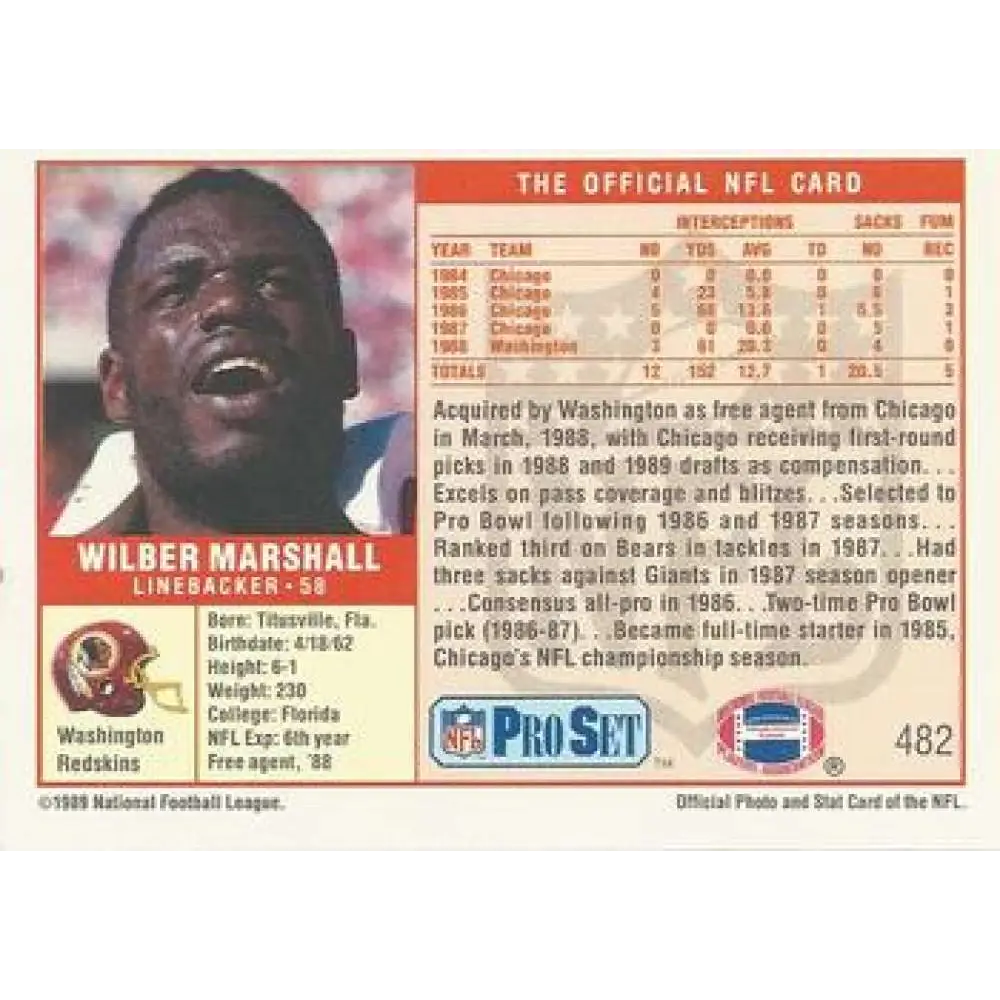 THE OFFICIAL NFL CARD
INTERCEPTIONS SACKS FUM
YEAR TEAM NO YDS AVG TD NO REC
1984 Chicago 0 0 0.0 0 0 0
1985 Chicago 4 23 5.8 0 6 1
1986 Chicago 5 68 13.6 1 5.5 3
1987 Chicago 0 0 0.0 0 5 1
1988 Washington 3 61 20.3 0 4 0
TOTALS 12 152 12.7 1 20.5 5
Acquired by Washington as free agent from Chicago
in March, 1988, with Chicago receiving first-round
picks in 1988 and 1989 drafts as compensation. . .
Excels on pass coverage and blitzes. . .Selected to
Pro Bowl following 1986 and 1987 seasons. . .
Ranked third on Bears in tackles in 1987. . .Had
three sacks against Giants in 1987 season opener
. . .Consensus all-pro in 1986. . .Two-time Pro Bowl
pick (1986-87). . .Became full-time starter in 1985,
Chicago's NFL championship season.
WILBER MARSHALL
LINEBACKER • 58
Washington
Redskins
Born: Titusville, Fla.
Birthdate: 4/18/62
Height: 6-1
Weight: 230
College: Florida
NFL Exp: 6th year
Free agent, '88
NFL PRO SET TM
®
482
©1989 National Football League.
Official Photo and Stat Card of the NFL.